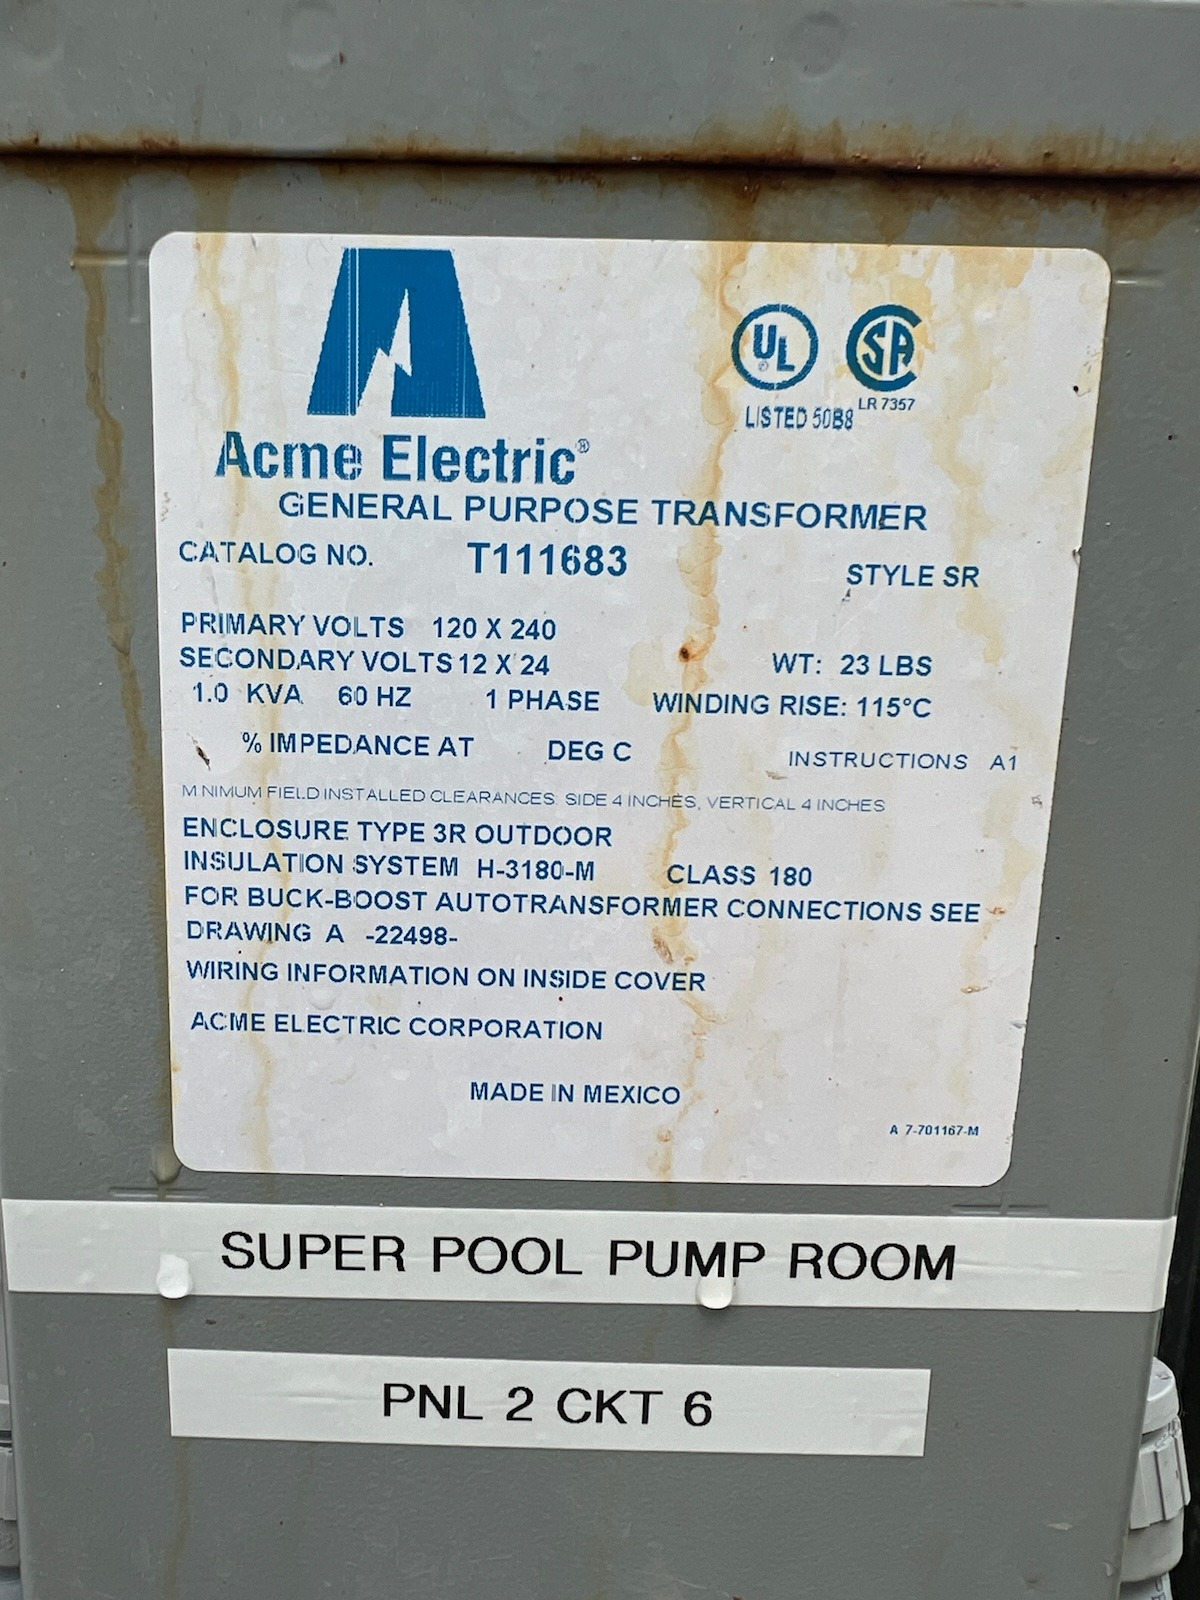 UL
SA
LR 7357
LISTED 50B8
Acme Electric®
GENERAL PURPOSE TRANSFORMER
CATALOG NO. T111683
STYLE SR
PRIMARY VOLTS 120 X 240
SECONDARY VOLTS 12 X 24 WT: 23 LBS
1.0 KVA 60 HZ 1 PHASE WINDING RISE: 115°C
% IMPEDANCE AT DEG C INSTRUCTIONS A1
MINIMUM FIELD INSTALLED CLEARANCES: SIDE 4 INCHES, VERTICAL 4 INCHES
ENCLOSURE TYPE 3R OUTDOOR
INSULATION SYSTEM H-3180-M CLASS 180
FOR BUCK-BOOST AUTOTRANSFORMER CONNECTIONS SEE
DRAWING A -22498-
WIRING INFORMATION ON INSIDE COVER
ACME ELECTRIC CORPORATION
MADE IN MEXICO
A 7-701167-M
SUPER POOL PUMP ROOM
PNL 2 CKT 6